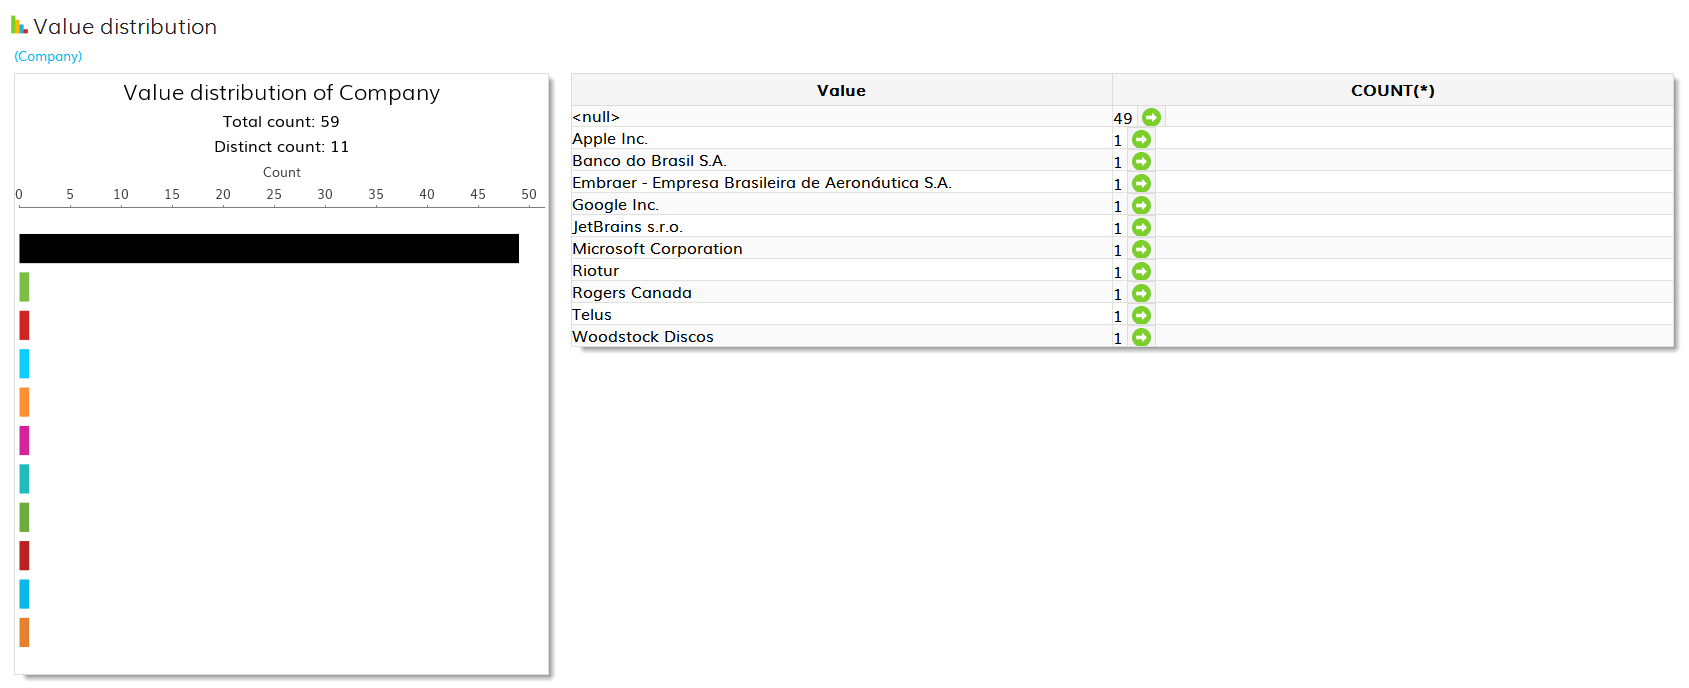 Value distribution
(Company)
Value distribution of Company
Total count: 59
Distinct count: 11
Count
0 5 10 15 20 25 30 35 40 45 50
Value COUNT(*)
<null> 49
Apple Inc. 1
Banco do Brasil S.A. 1
Embraer - Empresa Brasileira de Aeronáutica S.A. 1
Google Inc. 1
JetBrains s.r.o. 1
Microsoft Corporation 1
Riotur 1
Rogers Canada 1
Telus 1
Woodstock Discos 1